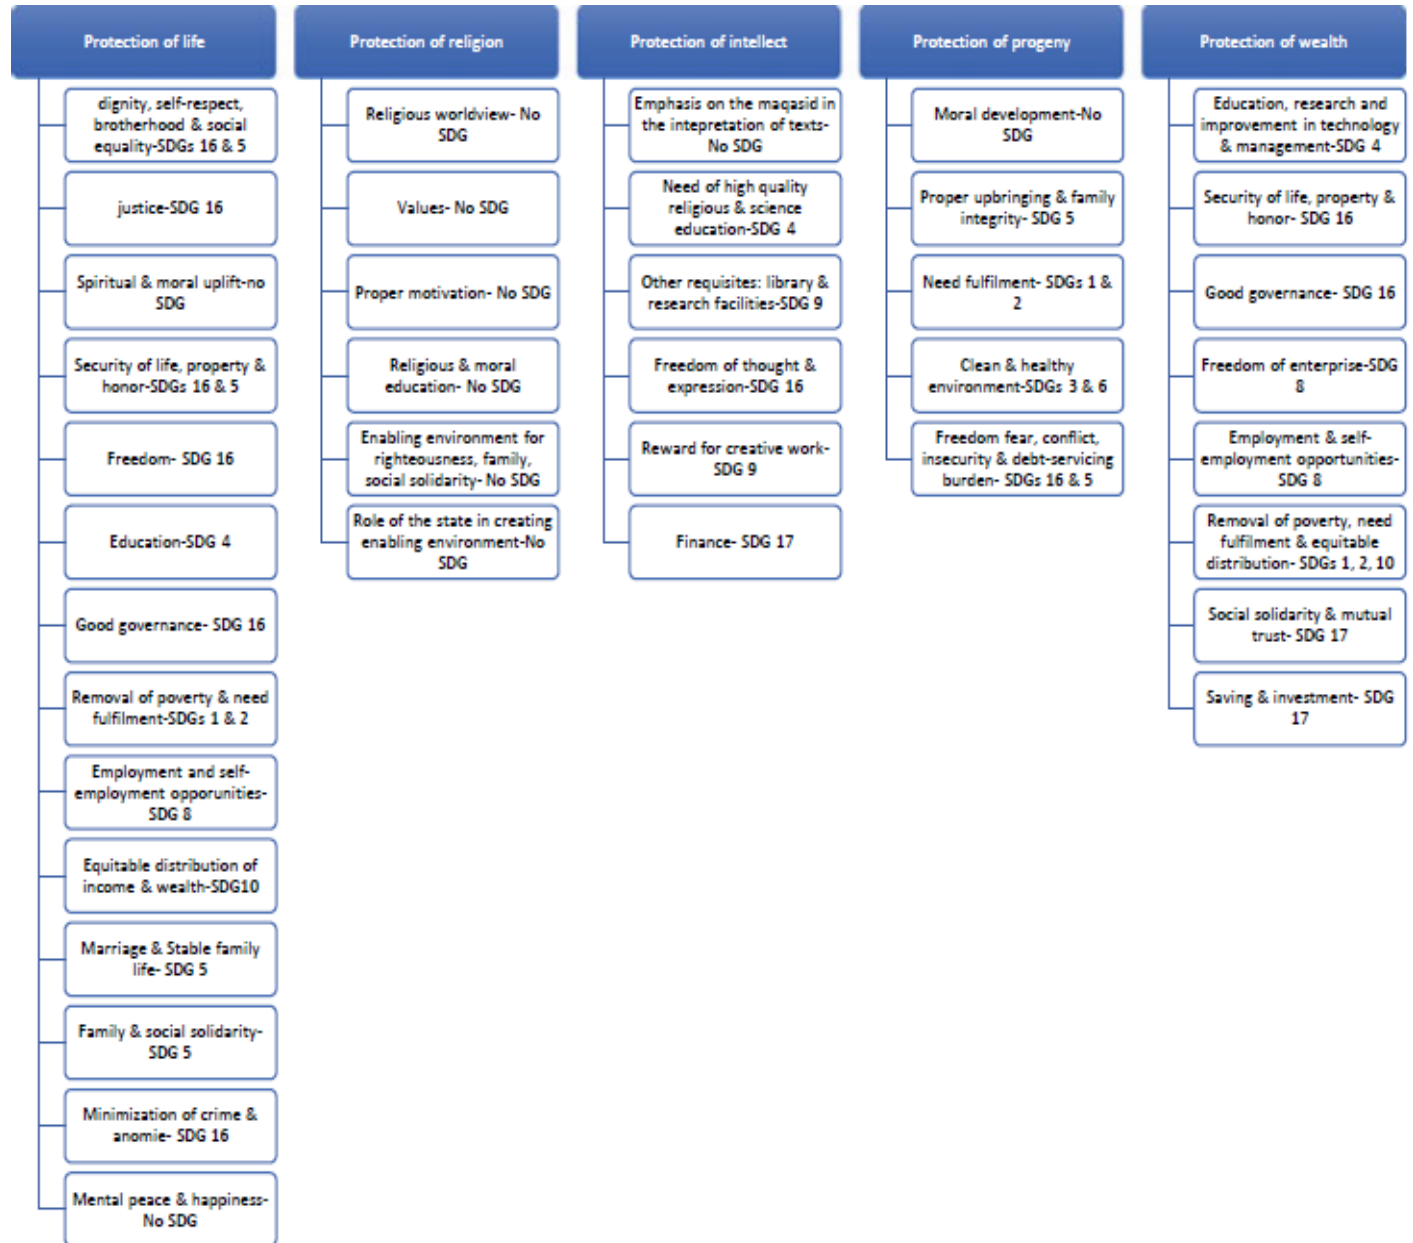 Protection of life
dignity, self-respect,
brotherhood & social
equality-SDGs 16 & 5
justice-SDG 16
Spiritual & moral uplift-no
SDG
Security of life, property &
honor-SDGs 16 & 5
Freedom- SDG 16
Education-SDG 4
Good governance- SDG 16
Removal of poverty & need
fulfilment-SDGs 1 & 2
Employment and self-
employment opporunities-
SDG 8
Equitable distribution of
income & wealth-SDG10
Marriage & Stable family
life- SDG 5
Family & social solidarity-
SDG 5
Minimization of crime &
anomie- SDG 16
Mental peace & happiness-
No SDG
Protection of religion
Religious worldview- No
SDG
Values- No SDG
Proper motivation- No SDG
Religious & moral
education- No SDG
Enabling environment for
righteousness, family,
social solidarity- No SDG
Role of the state in creating
enabling environment-No
SDG
Protection of intellect
Emphasis on the maqasid in
the intepretation of texts-
No SDG
Need of high quality
religious & science
education-SDG 4
Other requisites: library &
research facilities-SDG 9
Freedom of thought &
expression-SDG 16
Reward for creative work-
SDG 9
Finance- SDG 17
Protection of progeny
Moral development-No
SDG
Proper upbringing & family
integrity- SDG 5
Need fulfilment- SDGs 1 &
2
Clean & healthy
environment-SDGs 3 & 6
Freedom fear, conflict,
insecurity & debt-servicing
burden- SDGs 16 & 5
Protection of wealth
Education, research and
improvement in technology
& management-SDG 4
Security of life, property &
honor- SDG 16
Good governance- SDG 16
Freedom of enterprise-SDG
8
Employment & self-
employment opportunities-
SDG 8
Removal of poverty, need
fulfilment & equitable
distribution- SDGs 1, 2, 10
Social solidarity & mutual
trust- SDG 17
Saving & investment- SDG
17